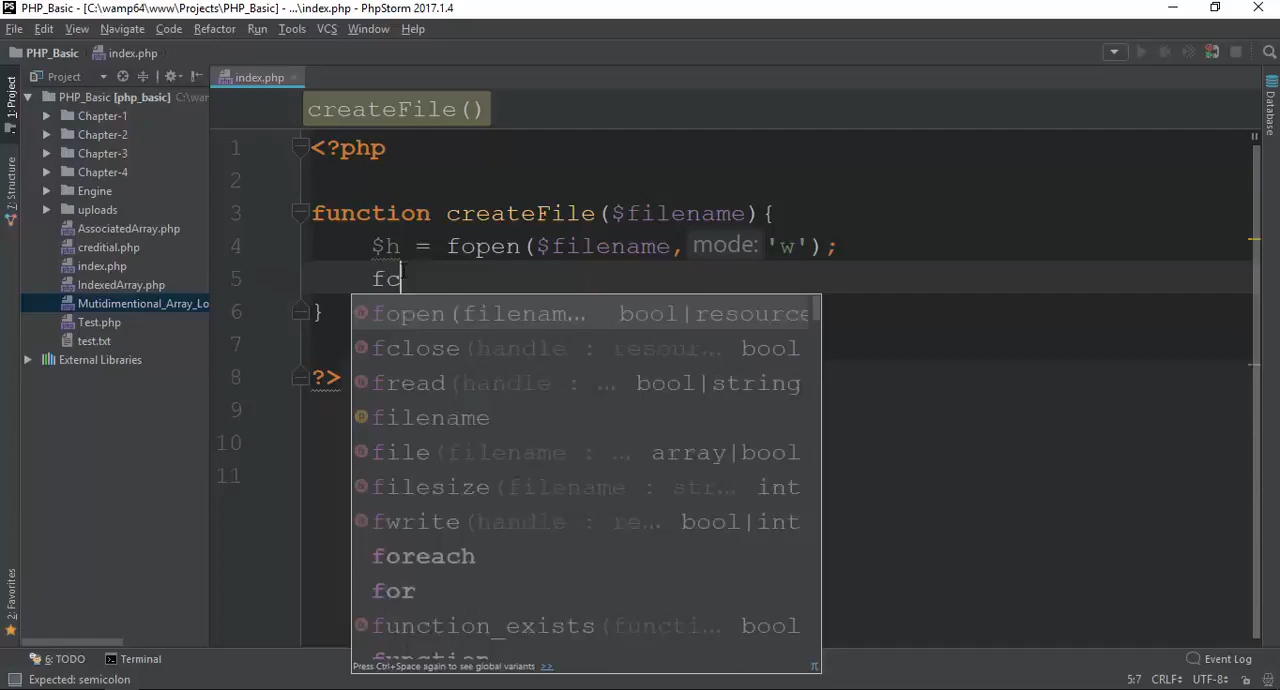 PHP_Basic - [C:\wamp64\www\Projects\PHP_Basic] - ...\index.php - PhpStorm 2017.1.4
File Edit View Navigate Code Refactor Run Tools VCS Window Help
PHP_Basic index.php
Project
index.php
1: Project
Structure
2: Favorites
PHP_Basic [php_basic] C:\war
Chapter-1
Chapter-2
Chapter-3
Chapter-4
Engine
uploads
AssociatedArray.php
creditial.php
index.php
IndexedArray.php
Mutidimentional_Array_Lo
Test.php
test.txt
External Libraries
createFile()
1 <?php
2
3 function createFile($filename){
4 $h = fopen($filename, mode: 'w');
5 fc
6 }
7
8 ?>
9
10
11
fopen(filenam... bool|resource
fclose(handle : resour... bool
fread(handle : ... bool|string
filename
file(filename : ... array|bool
filesize(filename : str... int
fwrite(handle : re... bool|int
foreach
for
function_exists(functi... bool
function
Press Ctrl+Space again to see global variants >> π
Database
6: TODO Terminal Event Log
Expected: semicolon 5:7 CRLF÷ UTF-8÷